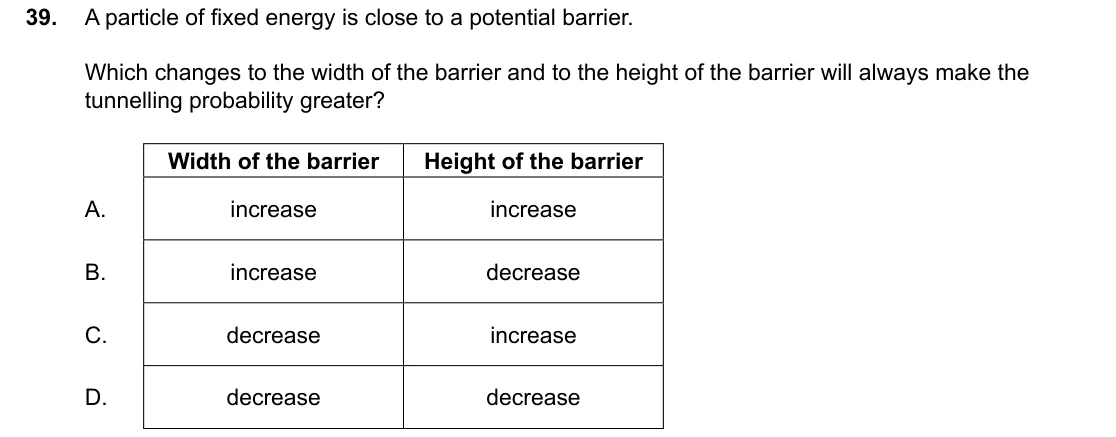 39. A particle of fixed energy is close to a potential barrier.
Which changes to the width of the barrier and to the height of the barrier will always make the
tunnelling probability greater?
Width of the barrier Height of the barrier
A. increase increase
B. increase decrease
C. decrease increase
D. decrease decrease